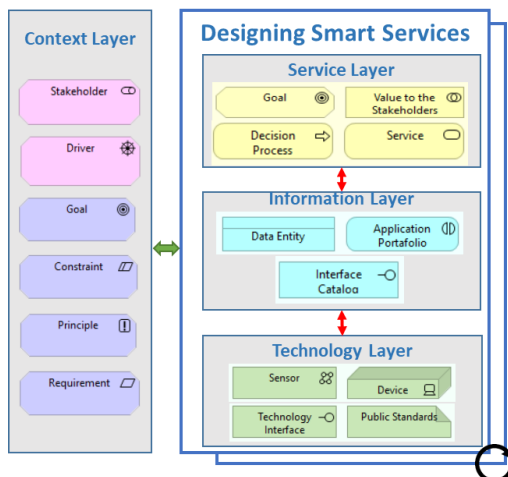 Context Layer
Stakeholder
Driver
Goal
Constraint
Principle
Requirement
Designing Smart Services
Service Layer
Goal
Value to the
Stakeholders
Decision
Process
Service
Information Layer
Data Entity
Application
Portafolio
Interface
Catalog
Technology Layer
Sensor
Device
Technology
Interface
Public Standards